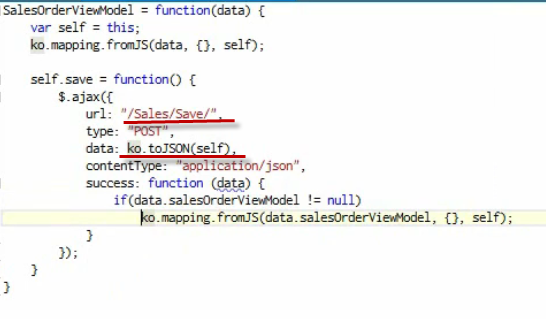 SalesOrderViewModel = function(data) {
var self = this;
ko.mapping.fromJS(data, {}, self);
self.save = function() {
$.ajax({
url: "/Sales/Save/",
type: "POST",
data: ko.toJSON(self),
contentType: "application/json",
success: function (data) {
if(data.salesOrderViewModel != null)
ko.mapping.fromJS(data.salesOrderViewModel, {}, self);
}
});
}
}